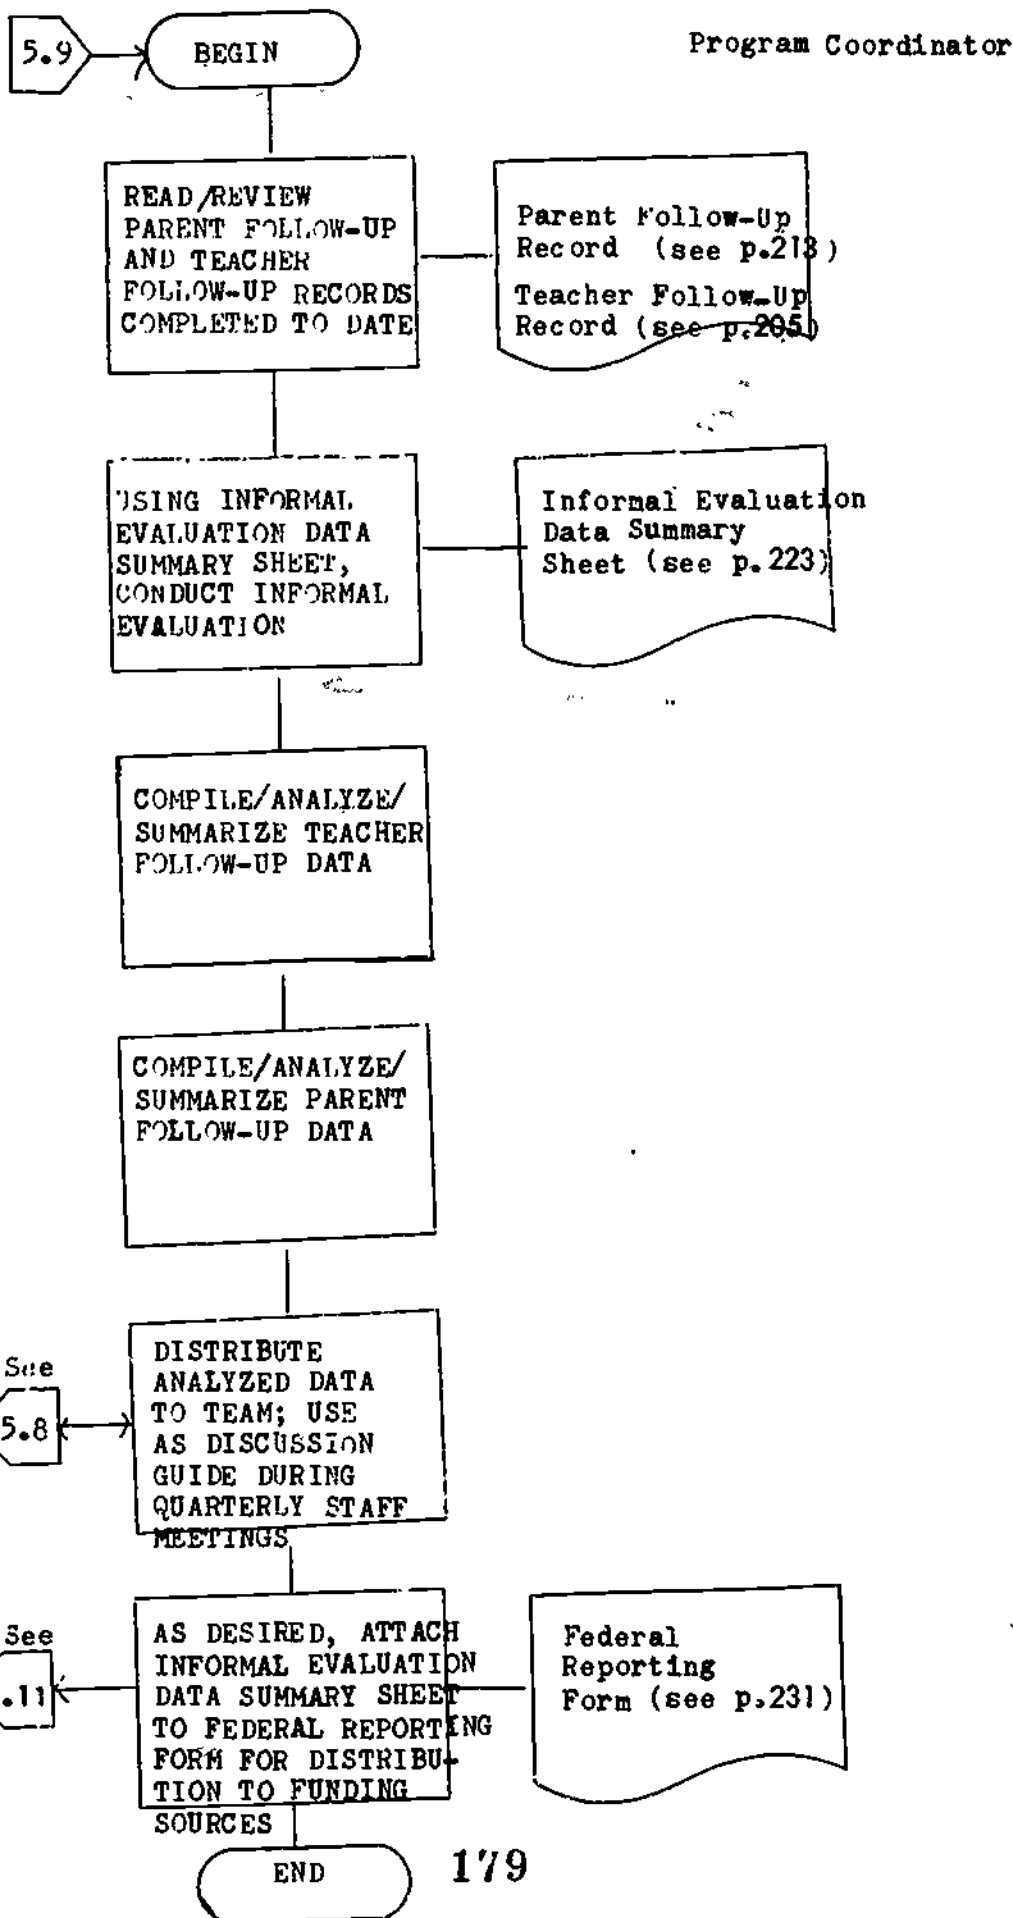 5.9
BEGIN
Program Coordinator
READ/REVIEW
PARENT FOLLOW-UP
AND TEACHER
FOLLOW-UP RECORDS
COMPLETED TO DATE
Parent Follow-Up
Record (see p.213)
Teacher Follow-Up
Record (see p.205)
USING INFORMAL
EVALUATION DATA
SUMMARY SHEET,
CONDUCT INFORMAL
EVALUATION
Informal Evaluation
Data Summary
Sheet (see p.223)
COMPILE/ANALYZE/
SUMMARIZE TEACHER
FOLLOW-UP DATA
COMPILE/ANALYZE/
SUMMARIZE PARENT
FOLLOW-UP DATA
See
5.8
DISTRIBUTE
ANALYZED DATA
TO TEAM; USE
AS DISCUSSION
GUIDE DURING
QUARTERLY STAFF
MEETINGS
See
.11
AS DESIRED, ATTACH
INFORMAL EVALUATION
DATA SUMMARY SHEET
TO FEDERAL REPORTING
FORM FOR DISTRIBU-
TION TO FUNDING
SOURCES
Federal
Reporting
Form (see p.231)
END
179